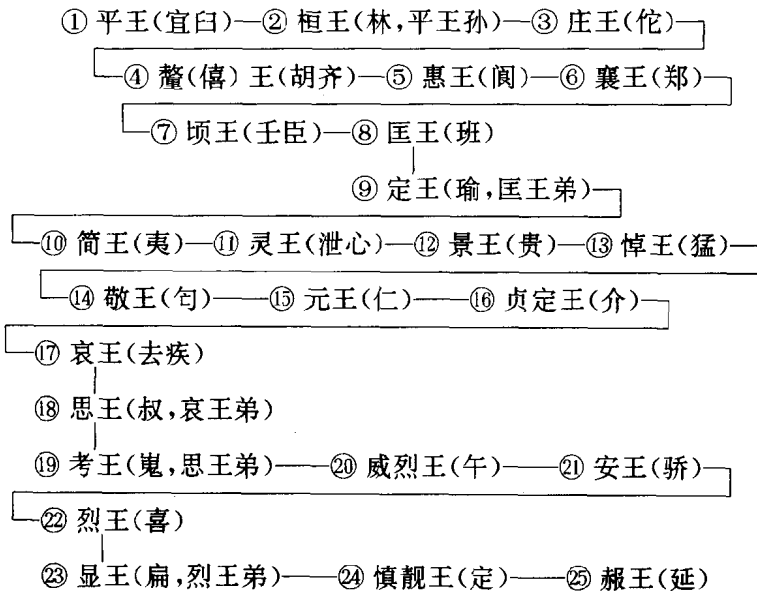 ① 平王(宜臼)—② 桓王(林,平王孙)—③ 庄王(佗)
④ 釐(僖)王(胡齐)—⑤ 惠王(阆)—⑥ 襄王(郑)
⑦ 顷王(壬臣)—⑧ 匡王(班)
⑨ 定王(瑜,匡王弟)
⑩ 简王(夷)—⑪ 灵王(泄心)—⑫ 景王(贵)—⑬ 悼王(猛)
⑭ 敬王(匄)—⑮ 元王(仁)—⑯ 贞定王(介)
⑰ 哀王(去疾)
⑱ 思王(叔,哀王弟)
⑲ 考王(嵬,思王弟)—⑳ 威烈王(午)—㉑ 安王(骄)
㉒ 烈王(喜)
㉓ 显王(扁,烈王弟)—㉔ 慎靓王(定)—㉕ 赧王(延)